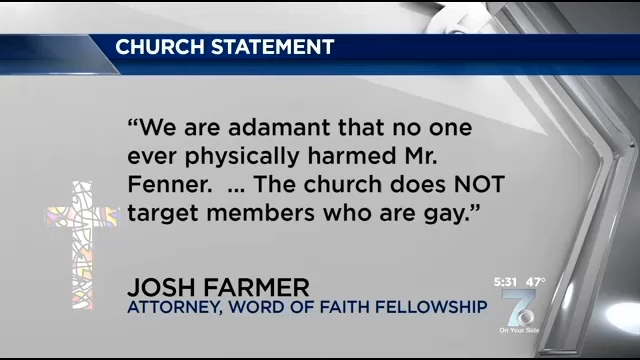 CHURCH STATEMENT
“We are adamant that no one
ever physically harmed Mr.
Fenner. ... The church does NOT
target members who are gay.”
JOSH FARMER
ATTORNEY, WORD OF FAITH FELLOWSHIP
5:31 47°
7
On Your Side